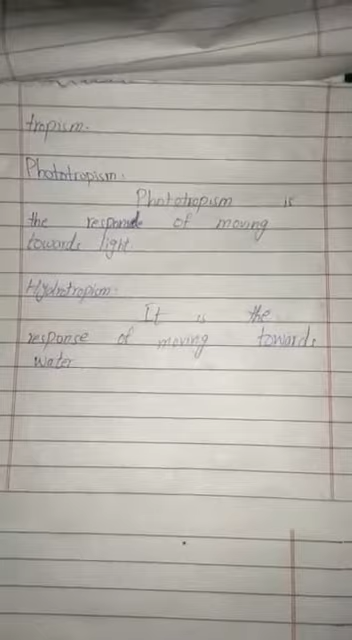 tropism.
Phototropism.
Phototropism is
the response of moving
towards light
Hydrotropism:
It is the
response of moving towards
water